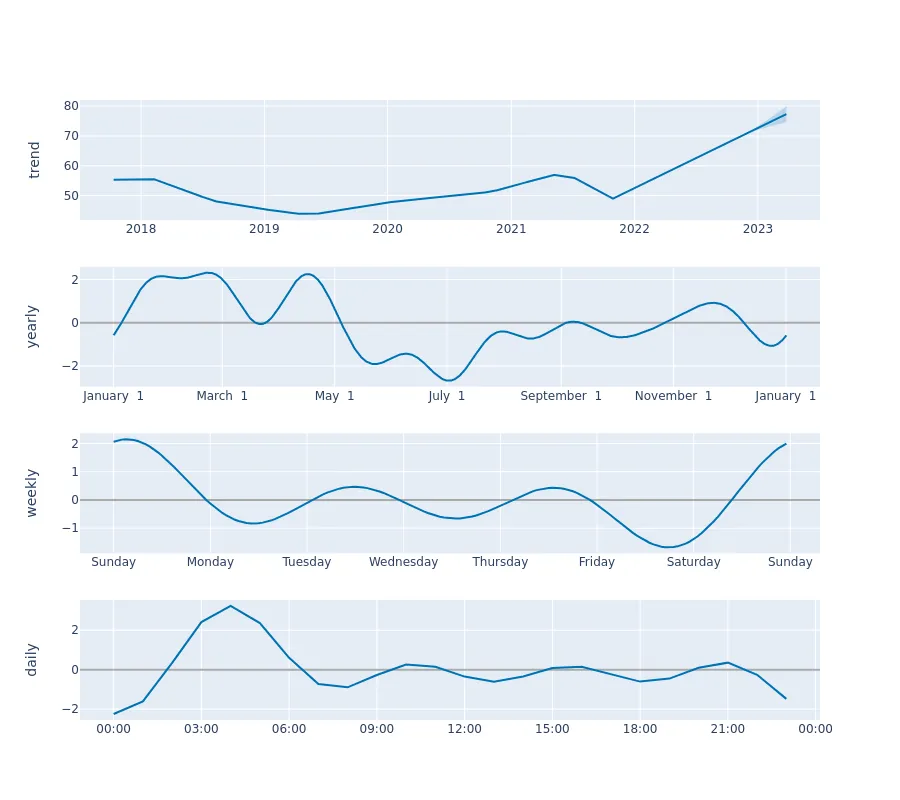 trend
80
70
60
50
2018 2019 2020 2021 2022 2023
yearly
2
0
−2
January 1 March 1 May 1 July 1 September 1 November 1 January 1
weekly
2
1
0
−1
Sunday Monday Tuesday Wednesday Thursday Friday Saturday Sunday
daily
2
0
−2
00:00 03:00 06:00 09:00 12:00 15:00 18:00 21:00 00:00